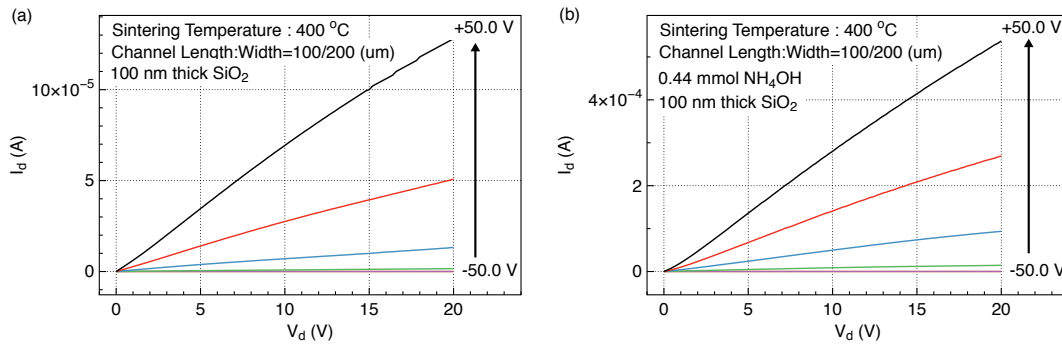 (a)
Sintering Temperature : 400 °C
Channel Length:Width=100/200 (um)
100 nm thick SiO₂
+50.0 V
-50.0 V
10×10⁻⁵
5
0
I_d (A)
0 5 10 15 20
V_d (V)
(b)
Sintering Temperature : 400 °C
Channel Length:Width=100/200 (um)
0.44 mmol NH₄OH
100 nm thick SiO₂
+50.0 V
-50.0 V
4×10⁻⁴
2
0
I_d (A)
0 5 10 15 20
V_d (V)